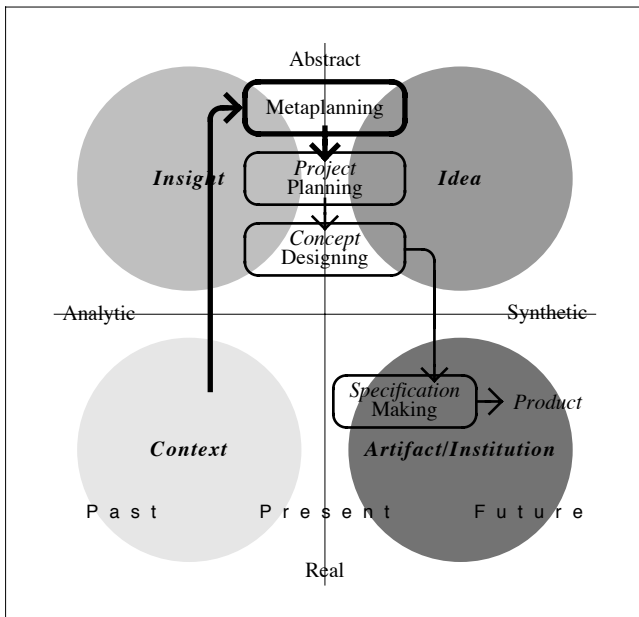 Abstract
Metaplanning
Project
Planning
Insight
Idea
Concept
Designing
Analytic
Synthetic
Specification
Making
Product
Context
Artifact/Institution
Past Present Future
Real